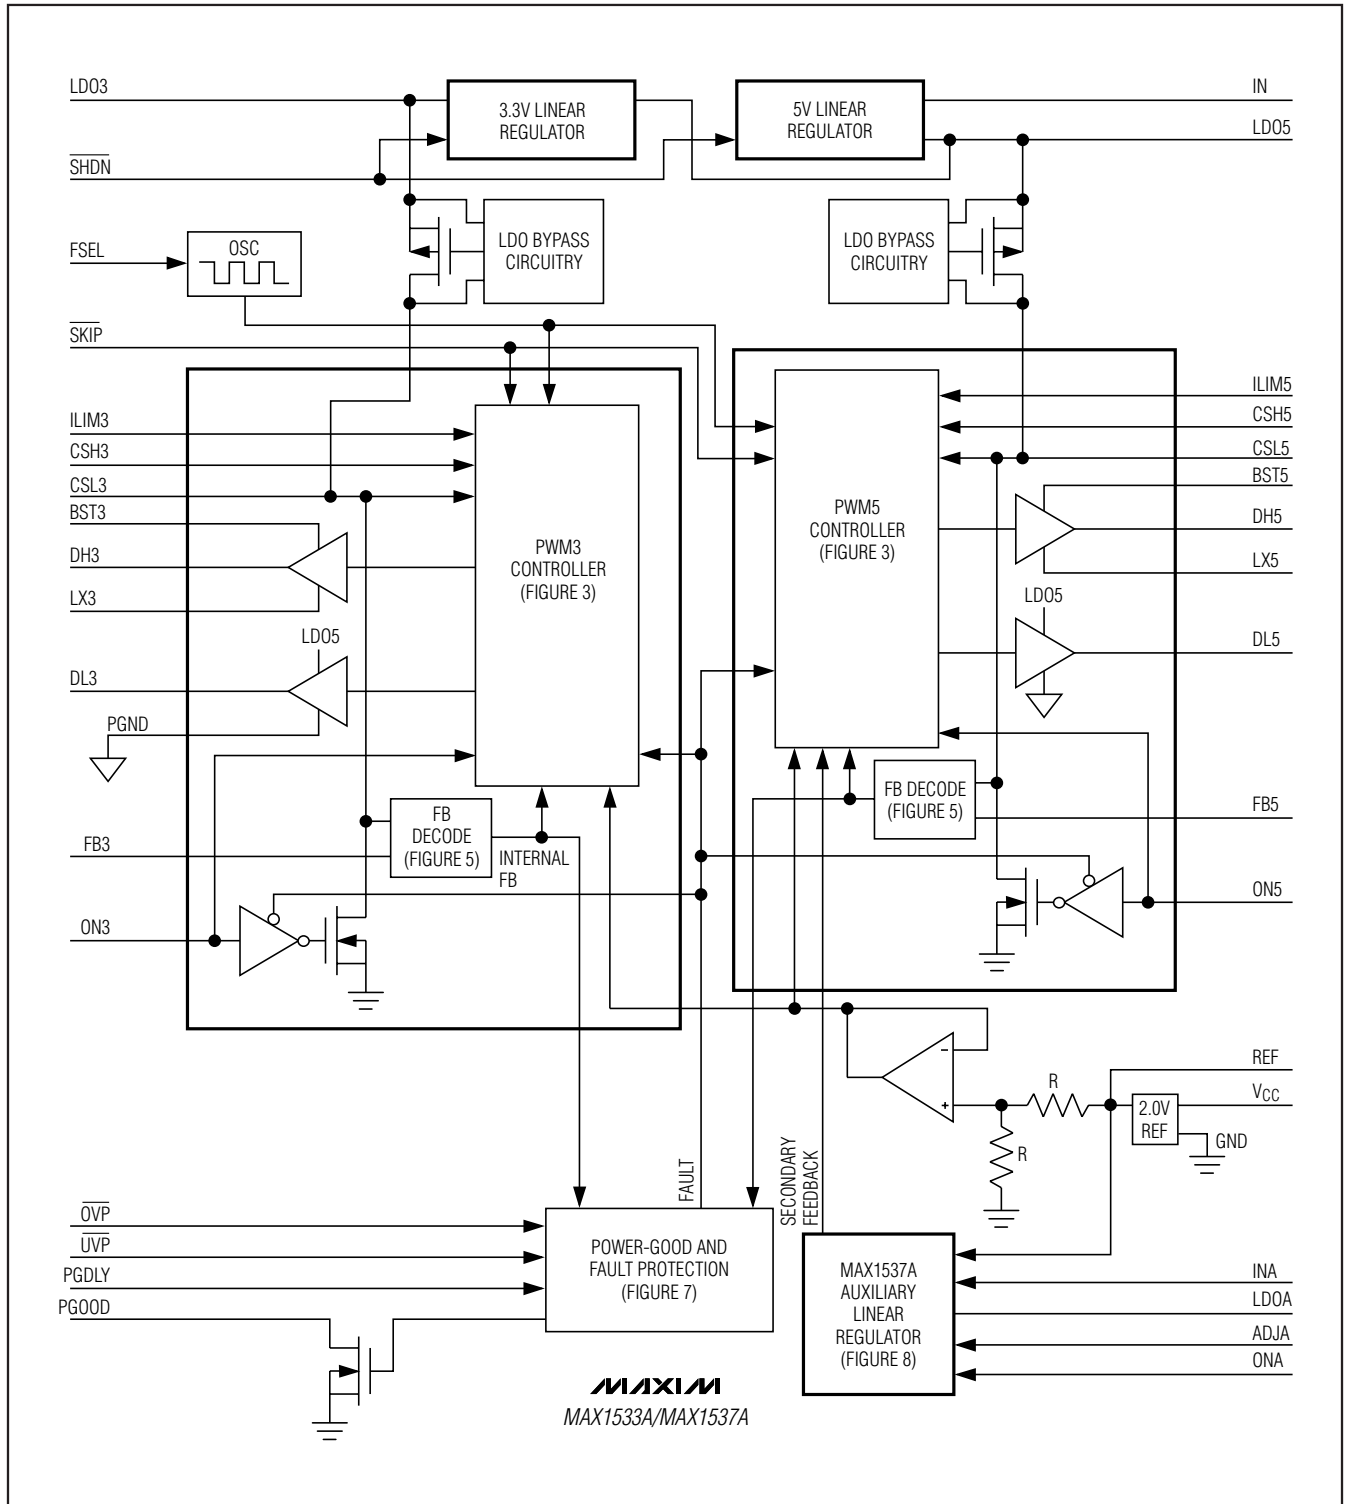 LDO3
3.3V LINEAR
REGULATOR
5V LINEAR
REGULATOR
IN
LDO5
SHDN
FSEL
OSC
LDO BYPASS
CIRCUITRY
LDO BYPASS
CIRCUITRY
SKIP
ILIM3
CSH3
CSL3
BST3
DH3
LX3
LDO5
DL3
PGND
PWM3
CONTROLLER
(FIGURE 3)
PWM5
CONTROLLER
(FIGURE 3)
ILIM5
CSH5
CSL5
BST5
DH5
LX5
LDO5
DL5
FB
DECODE
(FIGURE 5)
INTERNAL
FB
FB3
ON3
FB DECODE
(FIGURE 5)
FB5
ON5
-
+
R
R
REF
VCC
2.0V
REF
GND
FAULT
SECONDARY
FEEDBACK
OVP
UVP
PGDLY
PGOOD
POWER-GOOD AND
FAULT PROTECTION
(FIGURE 7)
MAX1537A
AUXILIARY
LINEAR
REGULATOR
(FIGURE 8)
INA
LDOA
ADJA
ONA
MAXIM
MAX1533A/MAX1537A